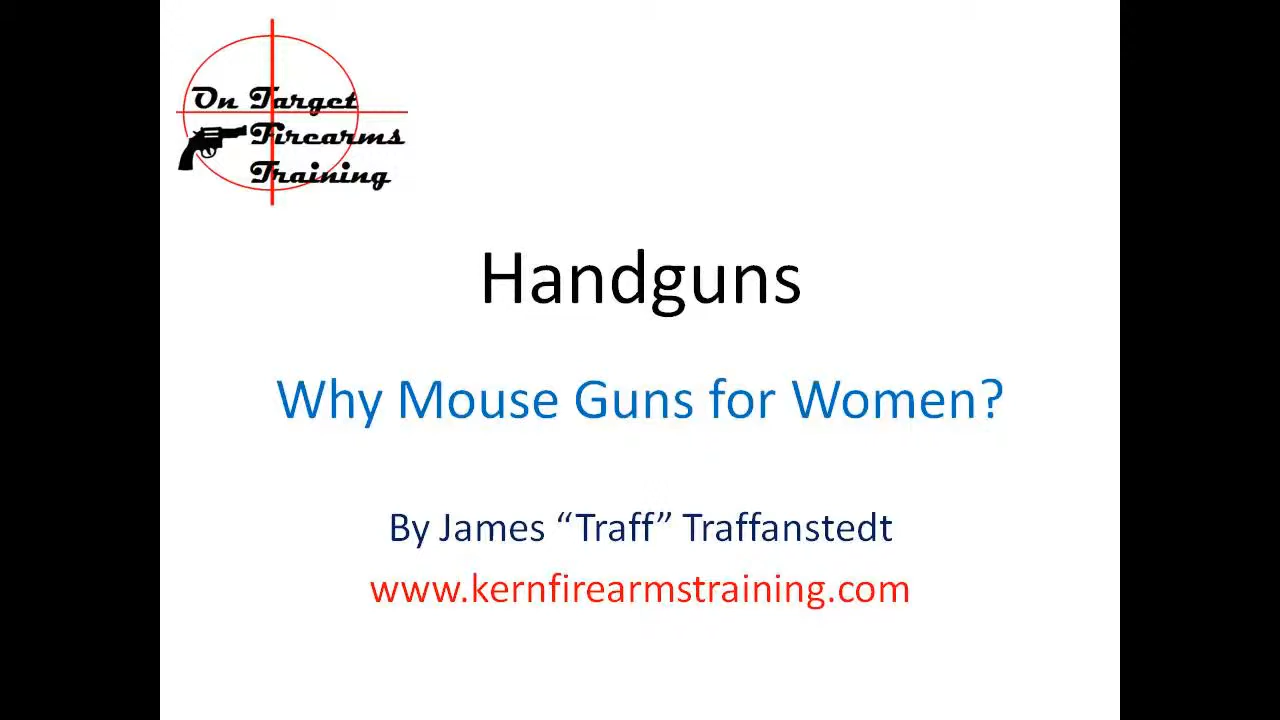 On Target
Firearms
Training
Handguns
Why Mouse Guns for Women?
By James “Traff” Traffanstedt
www.kernfirearmstraining.com